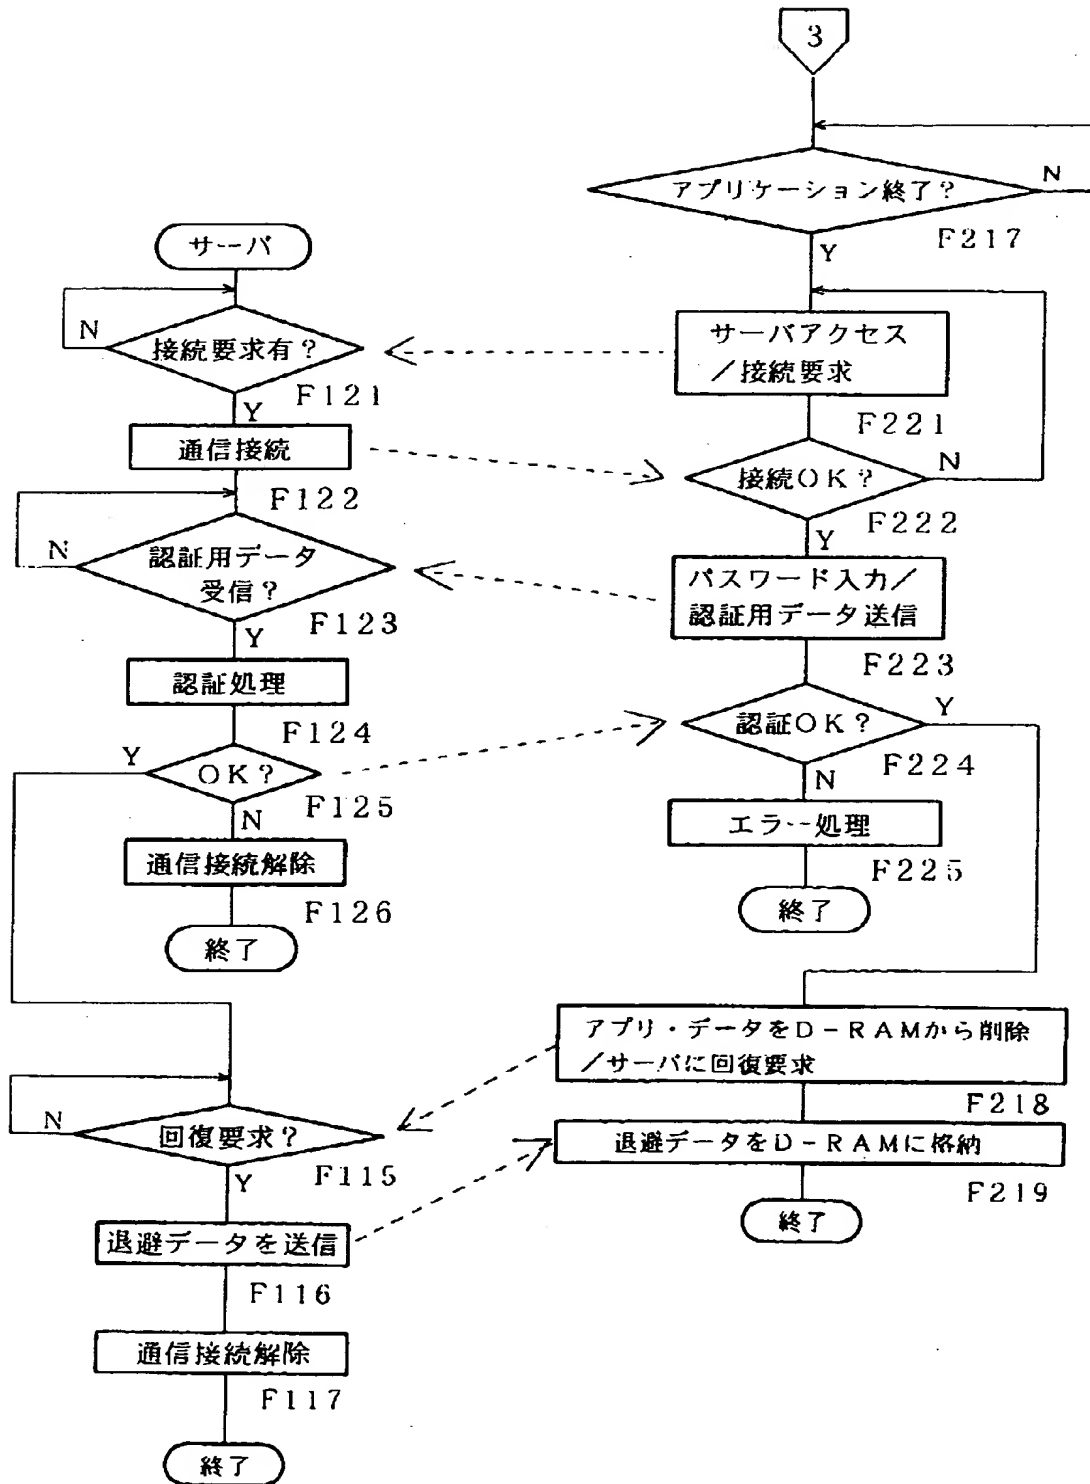 3
アプリケーション終了？
N
F217
Y
サーバアクセス
／接続要求
F221
接続OK？
N
F222
Y
パスワード入力／
認証用データ送信
F223
認証OK？
Y
F224
N
エラー処理
F225
終了
アプリ・データをD－RAMから削除
／サーバに回復要求
F218
退避データをD－RAMに格納
F219
終了
サーバ
接続要求有？
N
F121
Y
通信接続
F122
認証用データ
受信？
N
F123
Y
認証処理
F124
OK？
Y
F125
N
通信接続解除
F126
終了
回復要求？
N
F115
Y
退避データを送信
F116
通信接続解除
F117
終了